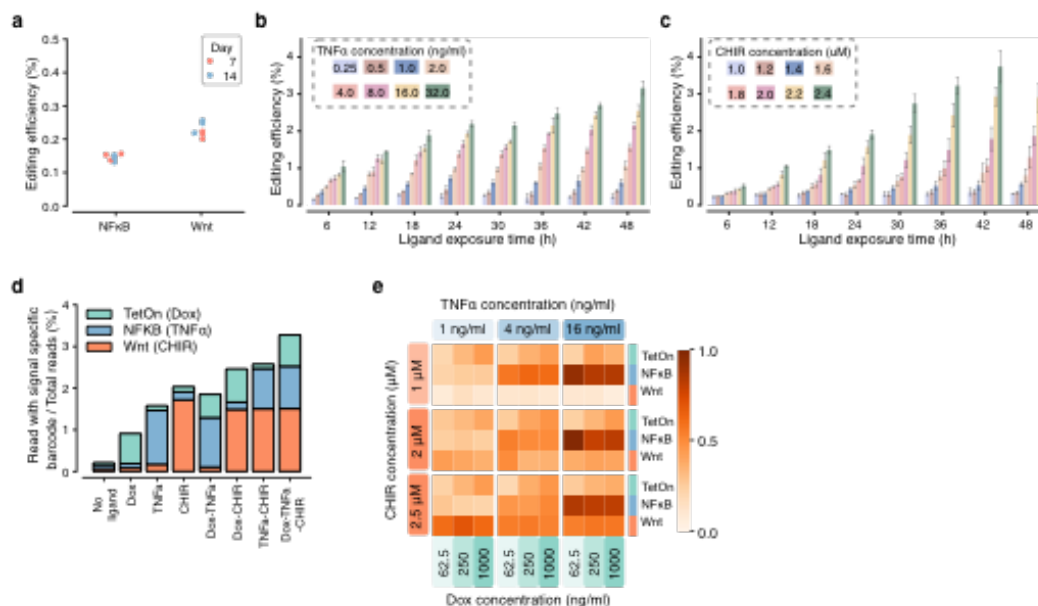 a
Editing efficiency (%)
0.5
0.4
0.3
0.2
0.1
0.0
Day
7
14
NFκB
Wnt
b
Editing efficiency (%)
4
3
2
1
0
TNFα concentration (ng/ml)
0.25 0.5 1.0 2.0
4.0 8.0 16.0 32.0
6 12 18 24 30 36 42 48
Ligand exposure time (h)
c
Editing efficiency (%)
4
3
2
1
0
CHIR concentration (uM)
1.0 1.2 1.4 1.6
1.8 2.0 2.2 2.4
6 12 18 24 30 36 42 48
Ligand exposure time (h)
d
Read with signal specific
barcode / Total reads (%)
4
3
2
1
0
TetOn (Dox)
NFKB (TNFα)
Wnt (CHIR)
No
ligand
Dox
TNFa
CHIR
Dox-TNFa
Dox-CHIR
TNFa-CHIR
Dox-TNFa
-CHIR
e
TNFα concentration (ng/ml)
1 ng/ml 4 ng/ml 16 ng/ml
CHIR concentration (μM)
1 μM
2 μM
2.5 μM
TetOn
NFκB
Wnt
TetOn
NFκB
Wnt
TetOn
NFκB
Wnt
1.0
0.5
0.0
62.5 250 1000 62.5 250 1000 62.5 250 1000
Dox concentration (ng/ml)